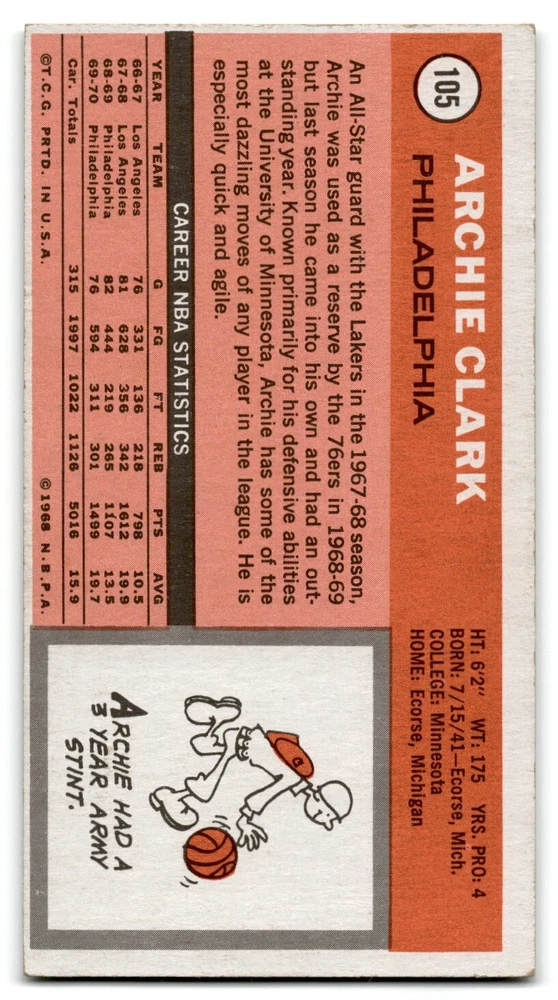 105
ARCHIE CLARK
PHILADELPHIA
HT: 6'2" WT: 175 YRS. PRO: 4
BORN: 7/15/41—Ecorse, Mich.
COLLEGE: Minnesota
HOME: Ecorse, Michigan
An All-Star guard with the Lakers in the 1967-68 season,
Archie was used as a reserve by the 76ers in 1968-69
but last season he came into his own and had an out-
standing year. Known primarily for his defensive abilities
at the University of Minnesota, Archie has some of the
most dazzling moves of any player in the league. He is
especially quick and agile.
CAREER NBA STATISTICS
YEAR TEAM G FG FT REB PTS AVG
66-67 Los Angeles 76 331 136 218 798 10.5
67-68 Los Angeles 81 628 356 342 1612 19.9
68-69 Philadelphia 82 444 219 265 1107 13.5
69-70 Philadelphia 76 594 311 301 1499 19.7
Car. Totals 315 1997 1022 1126 5016 15.9
©T.C.G. PRTD. IN U.S.A. ©1968 N.B.P.A.
ARCHIE HAD A
3 YEAR ARMY
STINT.